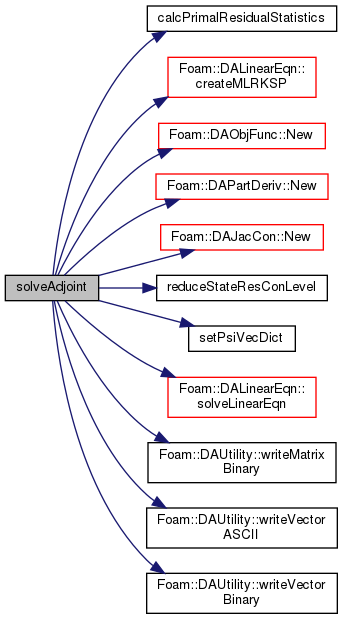 calcPrimalResidualStatistics
Foam::DALinearEqn::
createMLRKSP
Foam::DAObjFunc::New
Foam::DAPartDeriv::New
Foam::DAJacCon::New
solveAdjoint
reduceStateResConLevel
setPsiVecDict
Foam::DALinearEqn::
solveLinearEqn
Foam::DAUtility::writeMatrix
Binary
Foam::DAUtility::writeVector
ASCII
Foam::DAUtility::writeVector
Binary